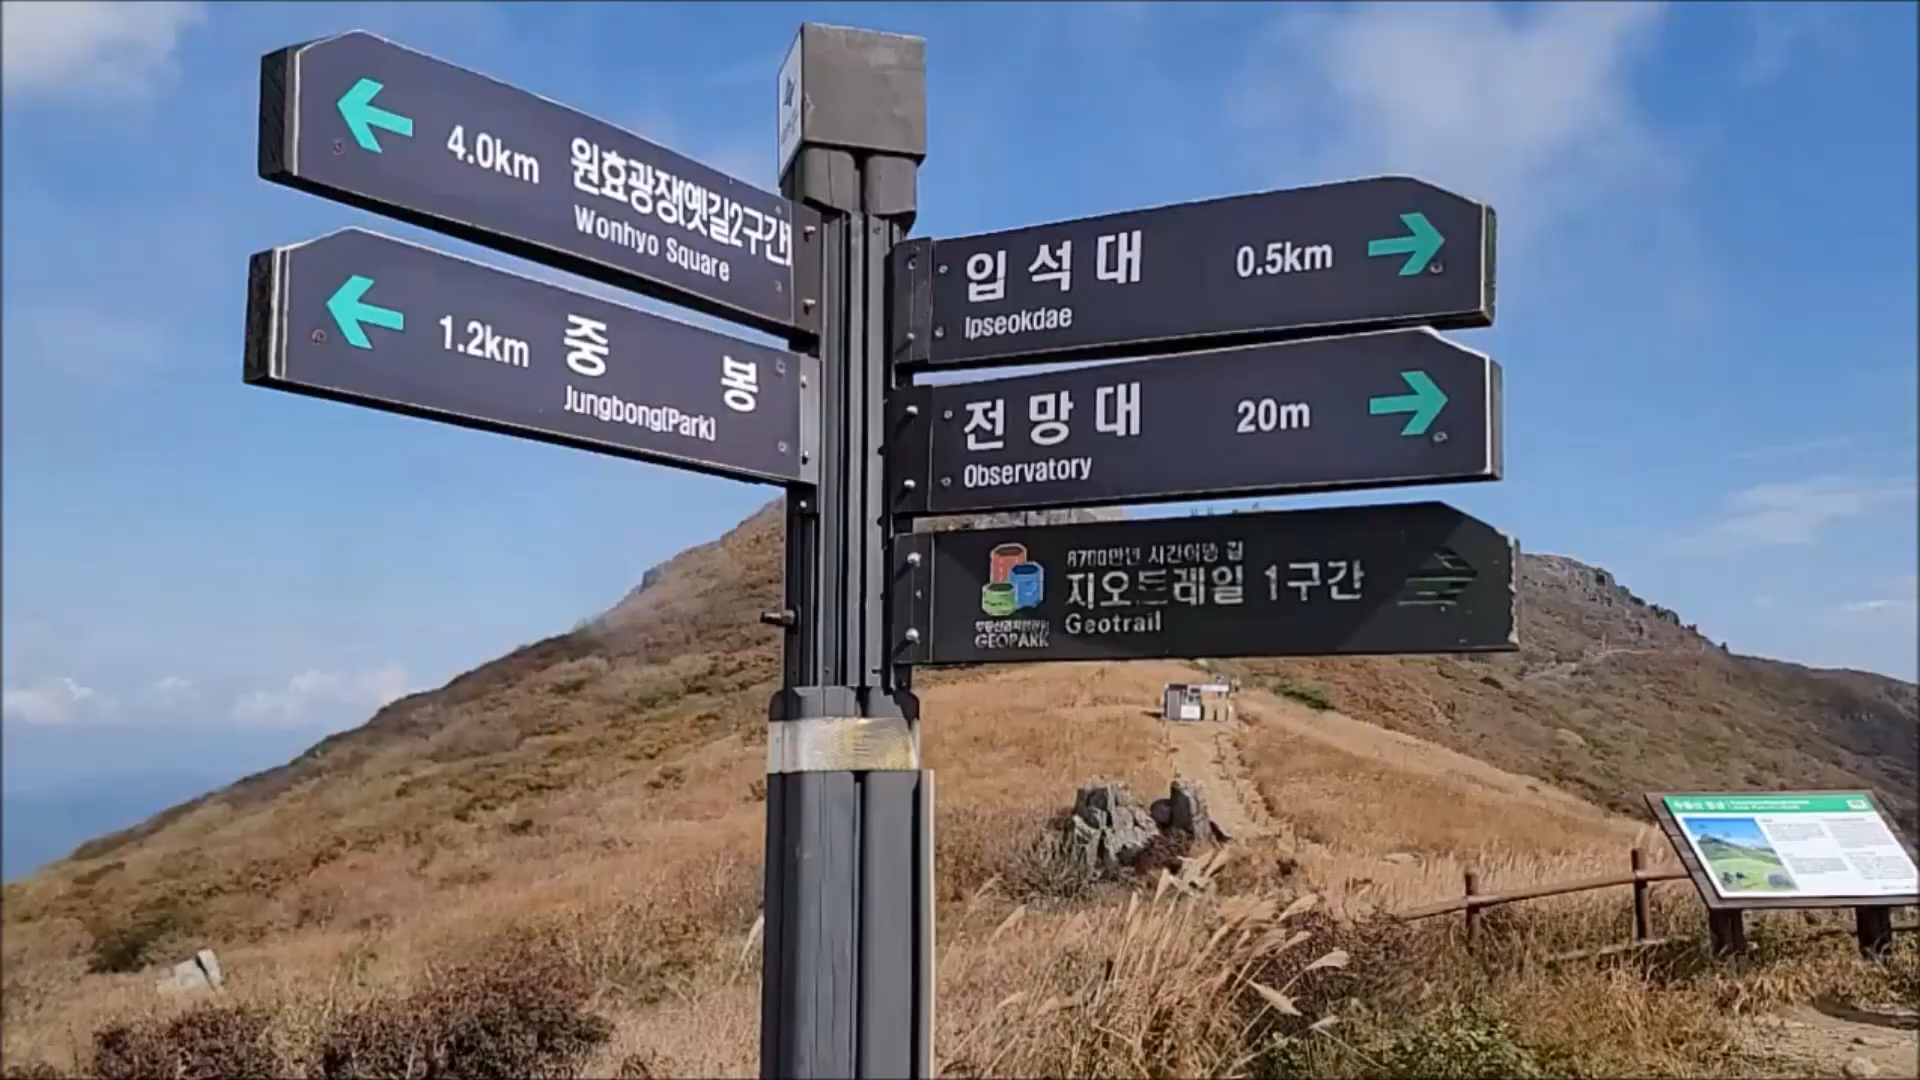 4.0km 원효광장(옛길2구간)
Wonhyo Square
1.2km 중 봉
Jungbong(Park)
입석대 0.5km
Ipseokdae
전망대 20m
Observatory
8700만년 시간여행 길
지오트레일 1구간
Geotrail
GEOPARK